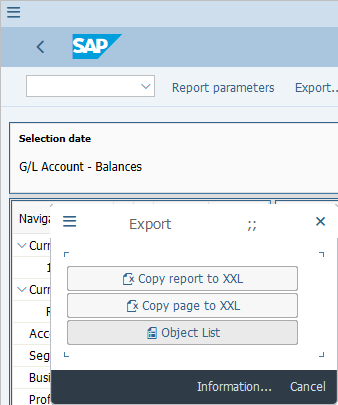 SAP
Report parameters Export..
Selection date
G/L Account - Balances
Naviga
Curr
1
Curr
R
Acco
Seg
Busi
Prof
Export ;;
Copy report to XXL
Copy page to XXL
Object List
Information... Cancel